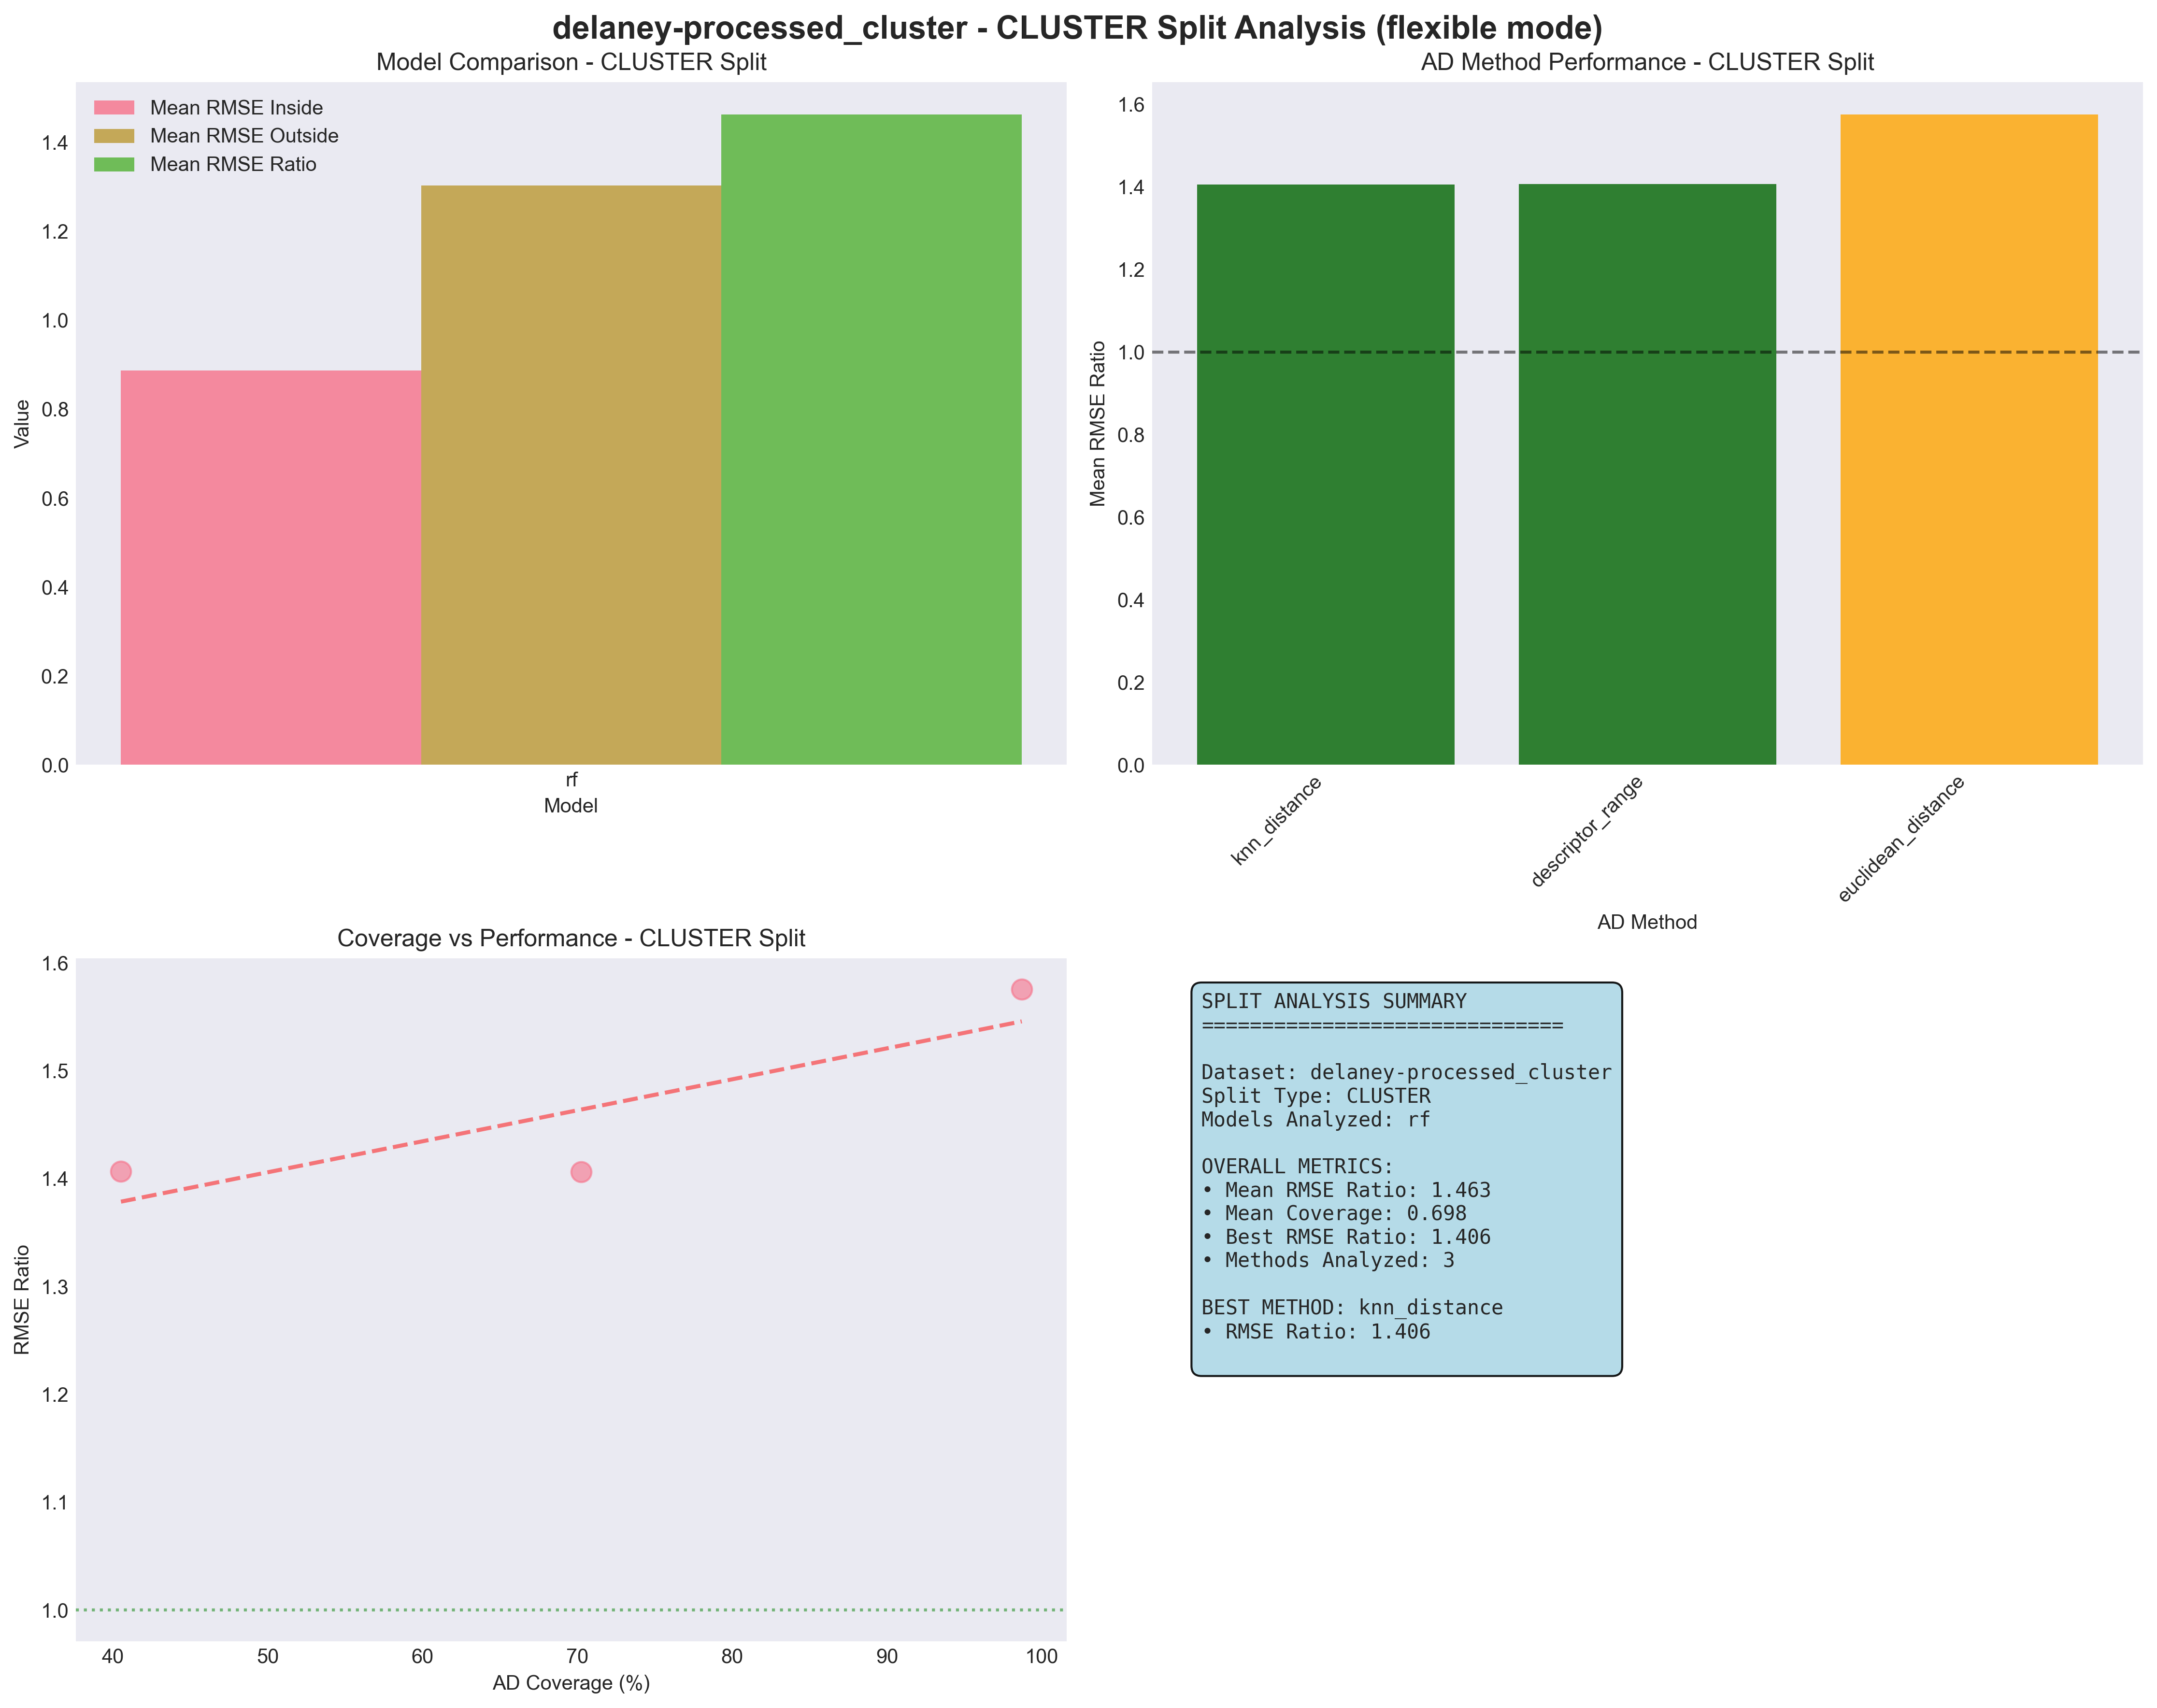 delaney-processed_cluster - CLUSTER Split Analysis (flexible mode)
Model Comparison - CLUSTER Split
Mean RMSE Inside
Mean RMSE Outside
Mean RMSE Ratio
Value
1.4
1.2
1.0
0.8
0.6
0.4
0.2
0.0
rf
Model
AD Method Performance - CLUSTER Split
Mean RMSE Ratio
1.6
1.4
1.2
1.0
0.8
0.6
0.4
0.2
0.0
knn_distance
descriptor_range
euclidean_distance
AD Method
Coverage vs Performance - CLUSTER Split
RMSE Ratio
1.6
1.5
1.4
1.3
1.2
1.1
1.0
40 50 60 70 80 90 100
AD Coverage (%)
SPLIT ANALYSIS SUMMARY
==============================
Dataset: delaney-processed_cluster
Split Type: CLUSTER
Models Analyzed: rf
OVERALL METRICS:
• Mean RMSE Ratio: 1.463
• Mean Coverage: 0.698
• Best RMSE Ratio: 1.406
• Methods Analyzed: 3
BEST METHOD: knn_distance
• RMSE Ratio: 1.406